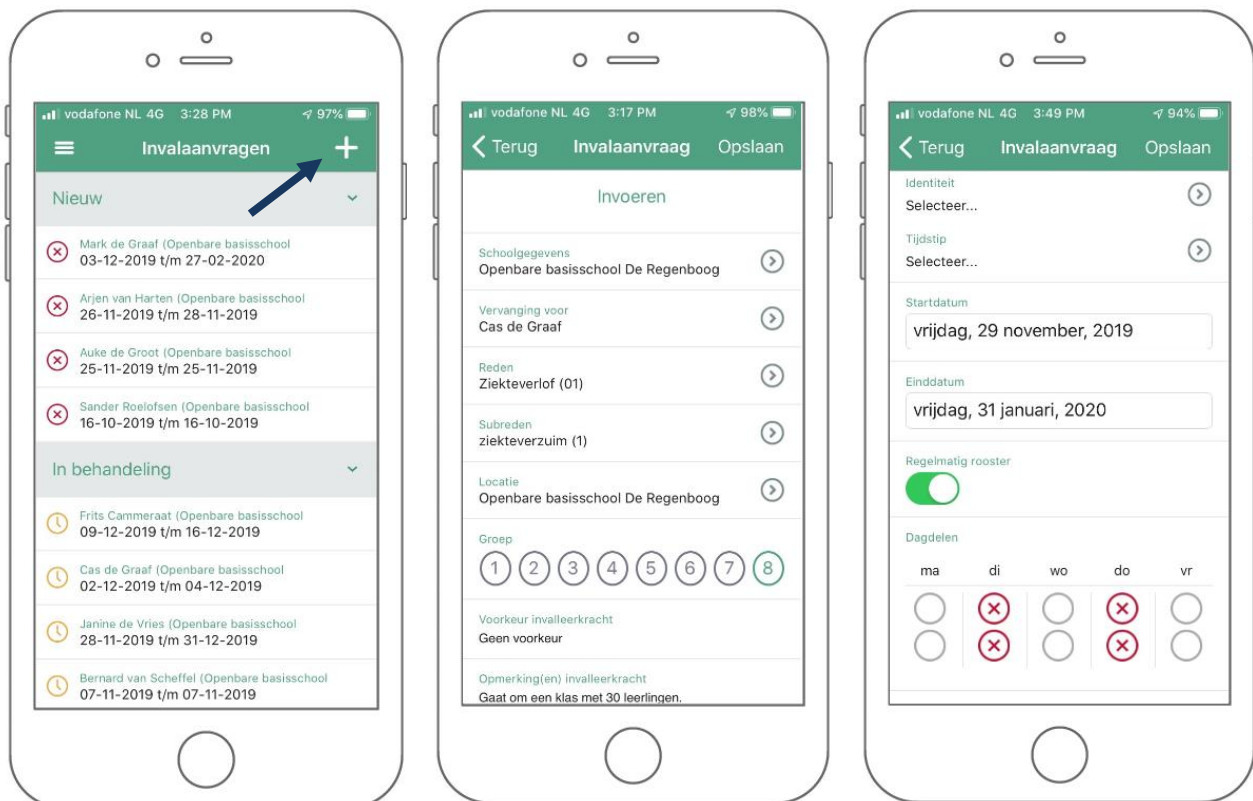 vodafone NL 4G 3:28 PM 97%
Invalaanvragen
Nieuw
Mark de Graaf (Openbare basisschool
03-12-2019 t/m 27-02-2020
Arjen van Harten (Openbare basisschool
26-11-2019 t/m 28-11-2019
Auke de Groot (Openbare basisschool
25-11-2019 t/m 25-11-2019
Sander Roelofsen (Openbare basisschool
16-10-2019 t/m 16-10-2019
In behandeling
Frits Cammeraat (Openbare basisschool
09-12-2019 t/m 16-12-2019
Cas de Graaf (Openbare basisschool
02-12-2019 t/m 04-12-2019
Janine de Vries (Openbare basisschool
28-11-2019 t/m 31-12-2019
Bernard van Scheffel (Openbare basisschool
07-11-2019 t/m 07-11-2019
vodafone NL 4G 3:17 PM 98%
Terug Invalaanvraag Opslaan
Invoeren
Schoolgegevens
Openbare basisschool De Regenboog
Vervanging voor
Cas de Graaf
Reden
Ziekteverlof (01)
Subreden
ziekteverzuim (1)
Locatie
Openbare basisschool De Regenboog
Groep
1 2 3 4 5 6 7 8
Voorkeur invalleerkracht
Geen voorkeur
Opmerking(en) invalleerkracht
Gaat om een klas met 30 leerlingen.
vodafone NL 4G 3:49 PM 94%
Terug Invalaanvraag Opslaan
Identiteit
Selecteer...
Tijdstip
Selecteer...
Startdatum
vrijdag, 29 november, 2019
Einddatum
vrijdag, 31 januari, 2020
Regelmatig rooster
Dagdelen
ma di wo do vr